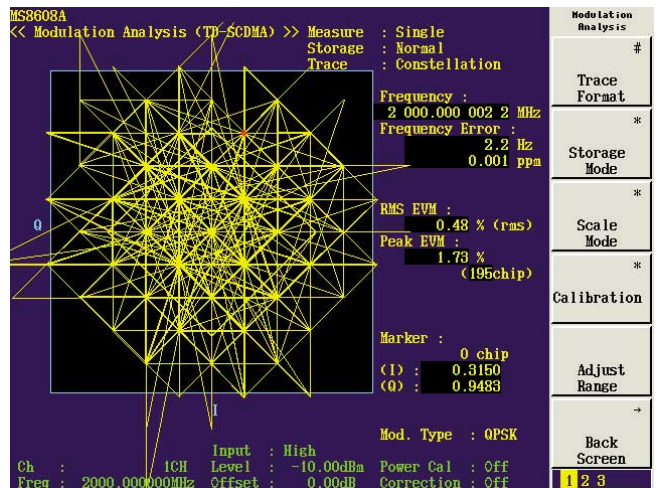 MS8608A
<< Modulation Analysis (TD-SCDMA) >> Measure : Single
Storage : Normal
Trace : Constellation
Frequency :
2 000.000 002 2 MHz
Frequency Error :
2.2 Hz
0.001 ppm
RMS EVM :
0.48 % (rms)
Peak EVM :
1.73 %
(195chip)
Marker :
0 chip
(I) : 0.3150
(Q) : 0.9483
Mod. Type : QPSK
Q
I
Input : High
Ch : 1CH Level : -10.00dBm Power Cal : Off
Freq : 2000.000000MHz Offset : 0.00dB Correction : Off
Modulation
Analysis
#
Trace
Format
*
Storage
Mode
*
Scale
Mode
*
Calibration
Adjust
Range
→
Back
Screen
1 2 3